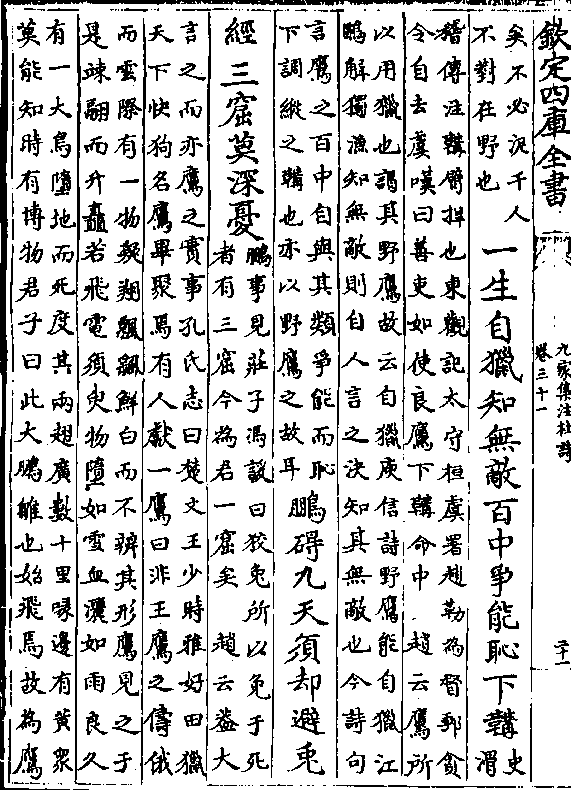 欽定四庫全書
九家集注杜詩
卷三十一
二十一
矣不必泥千人
不對在野也
一生自獵知無敵百中爭能恥下鞲
史
滑
稽傳注鞲臂捍也東觀記太守桓虞署趙勒為督郵貪
令自去虞嘆曰善吏如使良鷹下鞲命中　趙云鷹所
以用獵也謂其野鷹故云自獵庾信詩野鷹能自獵江
鷗解獨漁知無敵則自人言之決知其無敵也今詩句
言鷹之百中自與其類爭能而恥
下調縱之鞲也亦以野鷹之故耳
鵬礙九天須却避兎
經三窟莫深憂
鵬事見莊子馮諼曰狡兔所以免于死
者有三窟今為君一窟矣　趙云蓋大
言之而亦鷹之實事孔氏志曰楚文王少時雅好田獵
天下快狗名鷹畢聚焉有人獻一鷹曰非王鷹之儔俄
而雲際有一物凝翔飄颻鮮白而不辨其形鷹見之于
是竦翮而升矗若飛電須臾物墮如雪血灑如雨良久
有一大鳥墮地而死度其兩翅廣數十里喙邊有黃衆
莫能知時有博物君子曰此大鵬雛也始飛焉故為鷹